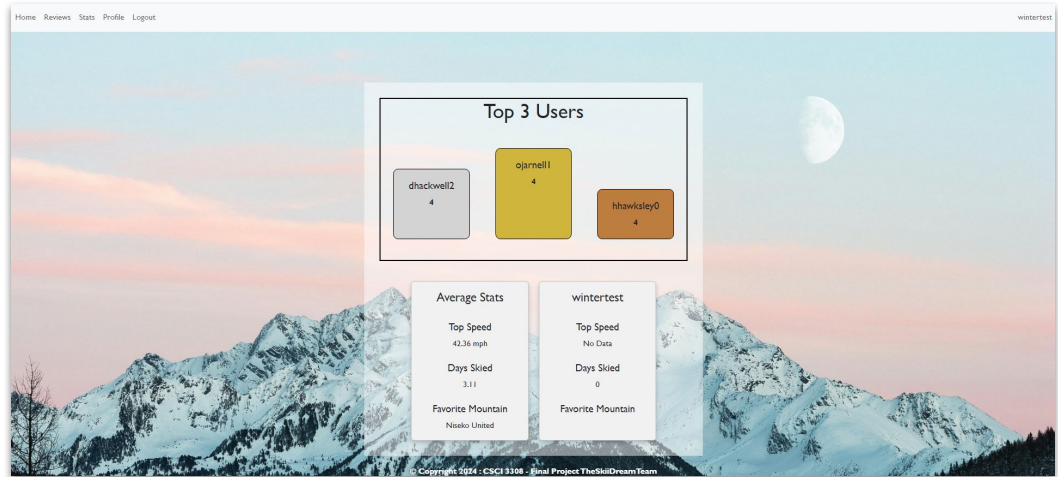 Home Reviews Stats Profile Logout wintertest
Top 3 Users
ojarnell1
4
dhackwell2
4
hhawksley0
4
Average Stats
Top Speed
42.36 mph
Days Skied
3.11
Favorite Mountain
Niseko United
wintertest
Top Speed
No Data
Days Skied
0
Favorite Mountain
© Copyright 2024 : CSCI 3308 - Final Project TheSkiiDreamTeam